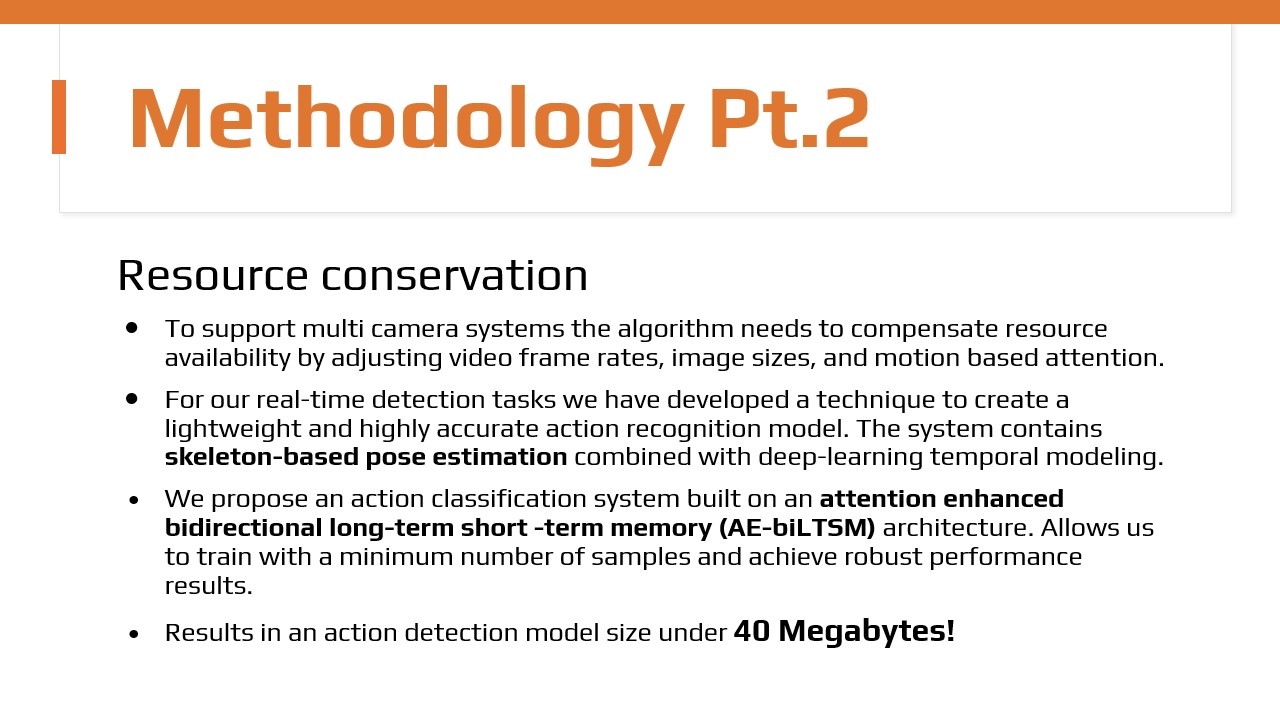 Methodology Pt.2
Resource conservation
● To support multi camera systems the algorithm needs to compensate resource
availability by adjusting video frame rates, image sizes, and motion based attention.
● For our real-time detection tasks we have developed a technique to create a
lightweight and highly accurate action recognition model. The system contains
skeleton-based pose estimation combined with deep-learning temporal modeling.
• We propose an action classification system built on an attention enhanced
bidirectional long-term short -term memory (AE-biLTSM) architecture. Allows us
to train with a minimum number of samples and achieve robust performance
results.
• Results in an action detection model size under 40 Megabytes!